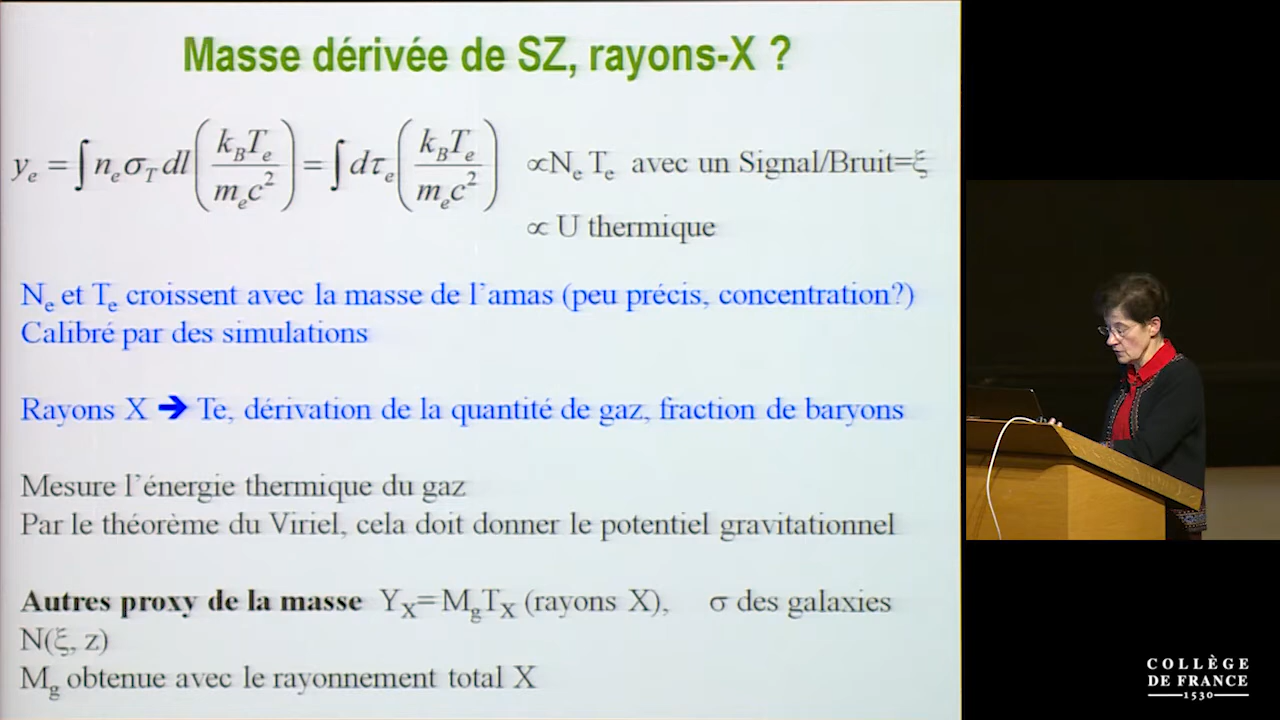 Masse dérivée de SZ, rayons-X ?
y_e = ∫ n_e σ_T dl (k_B T_e / m_e c²) = ∫ dτ_e (k_B T_e / m_e c²) ∝N_e T_e avec un Signal/Bruit=ξ
∝ U thermique
N_e et T_e croissent avec la masse de l'amas (peu précis, concentration?)
Calibré par des simulations
Rayons X ➔ Te, dérivation de la quantité de gaz, fraction de baryons
Mesure l'énergie thermique du gaz
Par le théorème du Viriel, cela doit donner le potentiel gravitationnel
Autres proxy de la masse Y_X= M_g T_X (rayons X), σ des galaxies
N(ξ, z)
M_g obtenue avec le rayonnement total X
COLLÈGE
DE FRANCE
1530